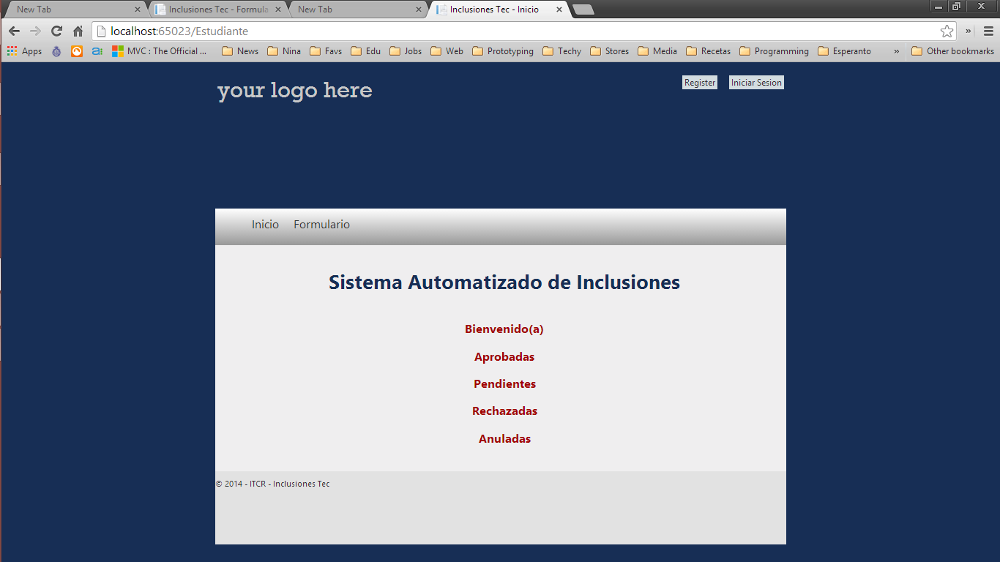 New Tab Inclusiones Tec - Formula New Tab Inclusiones Tec - Inicio
localhost:65023/Estudiante »
Apps MVC : The Official ... News Nina Favs Edu Jobs Web Prototyping Techy Stores Media Recetas Programming Esperanto » Other bookmarks
your logo here
Register Iniciar Sesion
Inicio Formulario
Sistema Automatizado de Inclusiones
Bienvenido(a)
Aprobadas
Pendientes
Rechazadas
Anuladas
© 2014 - ITCR - Inclusiones Tec